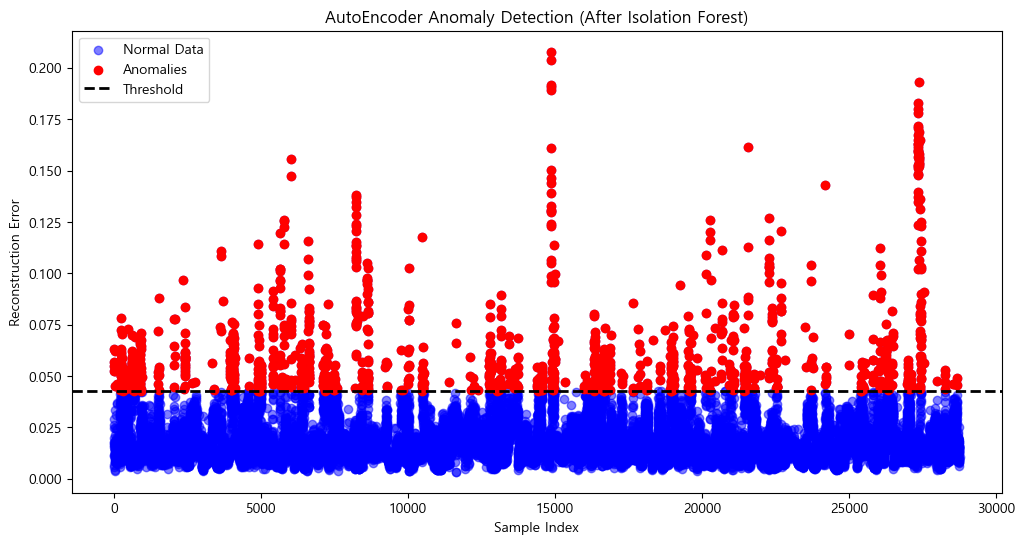 AutoEncoder Anomaly Detection (After Isolation Forest)
Normal Data
Anomalies
Threshold
Reconstruction Error
0.200
0.175
0.150
0.125
0.100
0.075
0.050
0.025
0.000
0
5000
10000
15000
20000
25000
30000
Sample Index